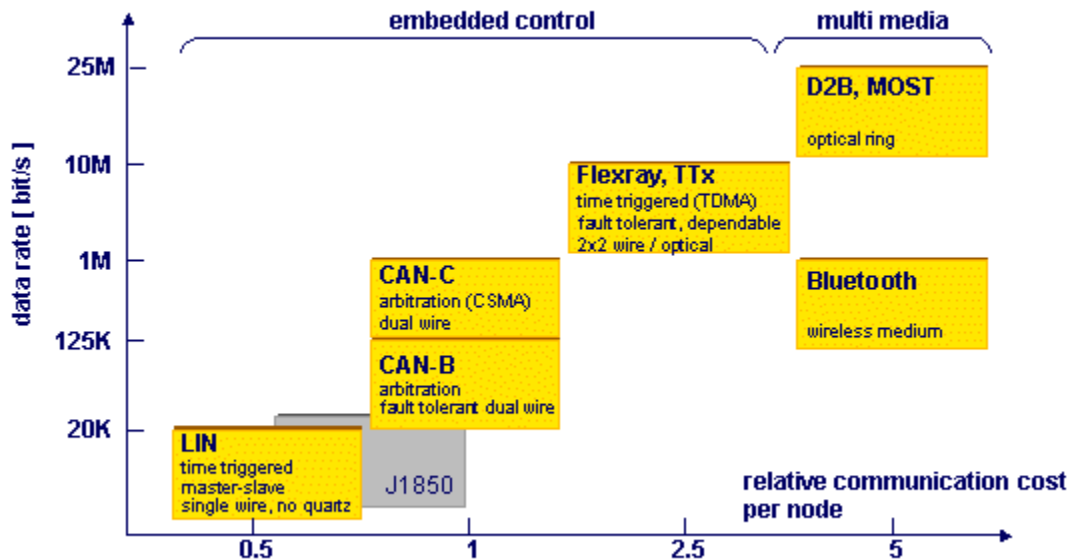 embedded control
multi media
data rate [ bit/s ]
25M
10M
1M
125K
20K
D2B, MOST
optical ring
Flexray, TTx
time triggered (TDMA)
fault tolerant, dependable
2x2 wire / optical
CAN-C
arbitration (CSMA)
dual wire
Bluetooth
wireless medium
CAN-B
arbitration
fault tolerant dual wire
LIN
time triggered
master-slave
single wire, no quartz
J1850
relative communication cost
per node
0.5
1
2.5
5